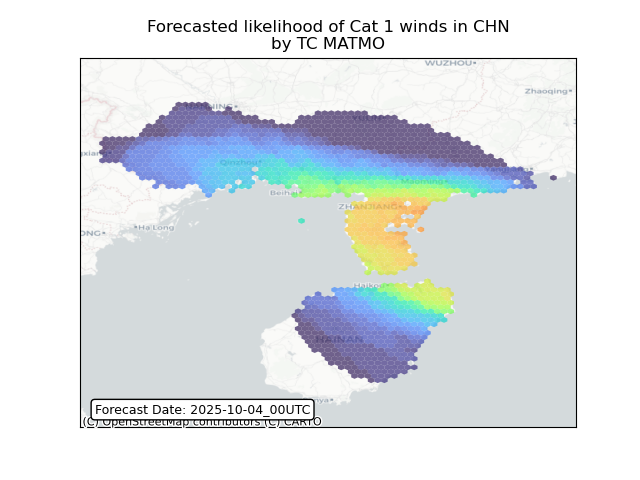 Forecasted likelihood of Cat 1 winds in CHN
by TC MATMO
WUZHOU
Zhaoqing
Qinzhou
Beihai
Maoming
ZHANJIANG
Ha Long
ONG
Haikou
HAINAN
Forecast Date: 2025-10-04_00UTC
(C) OpenStreetMap contributors (C) CARTO